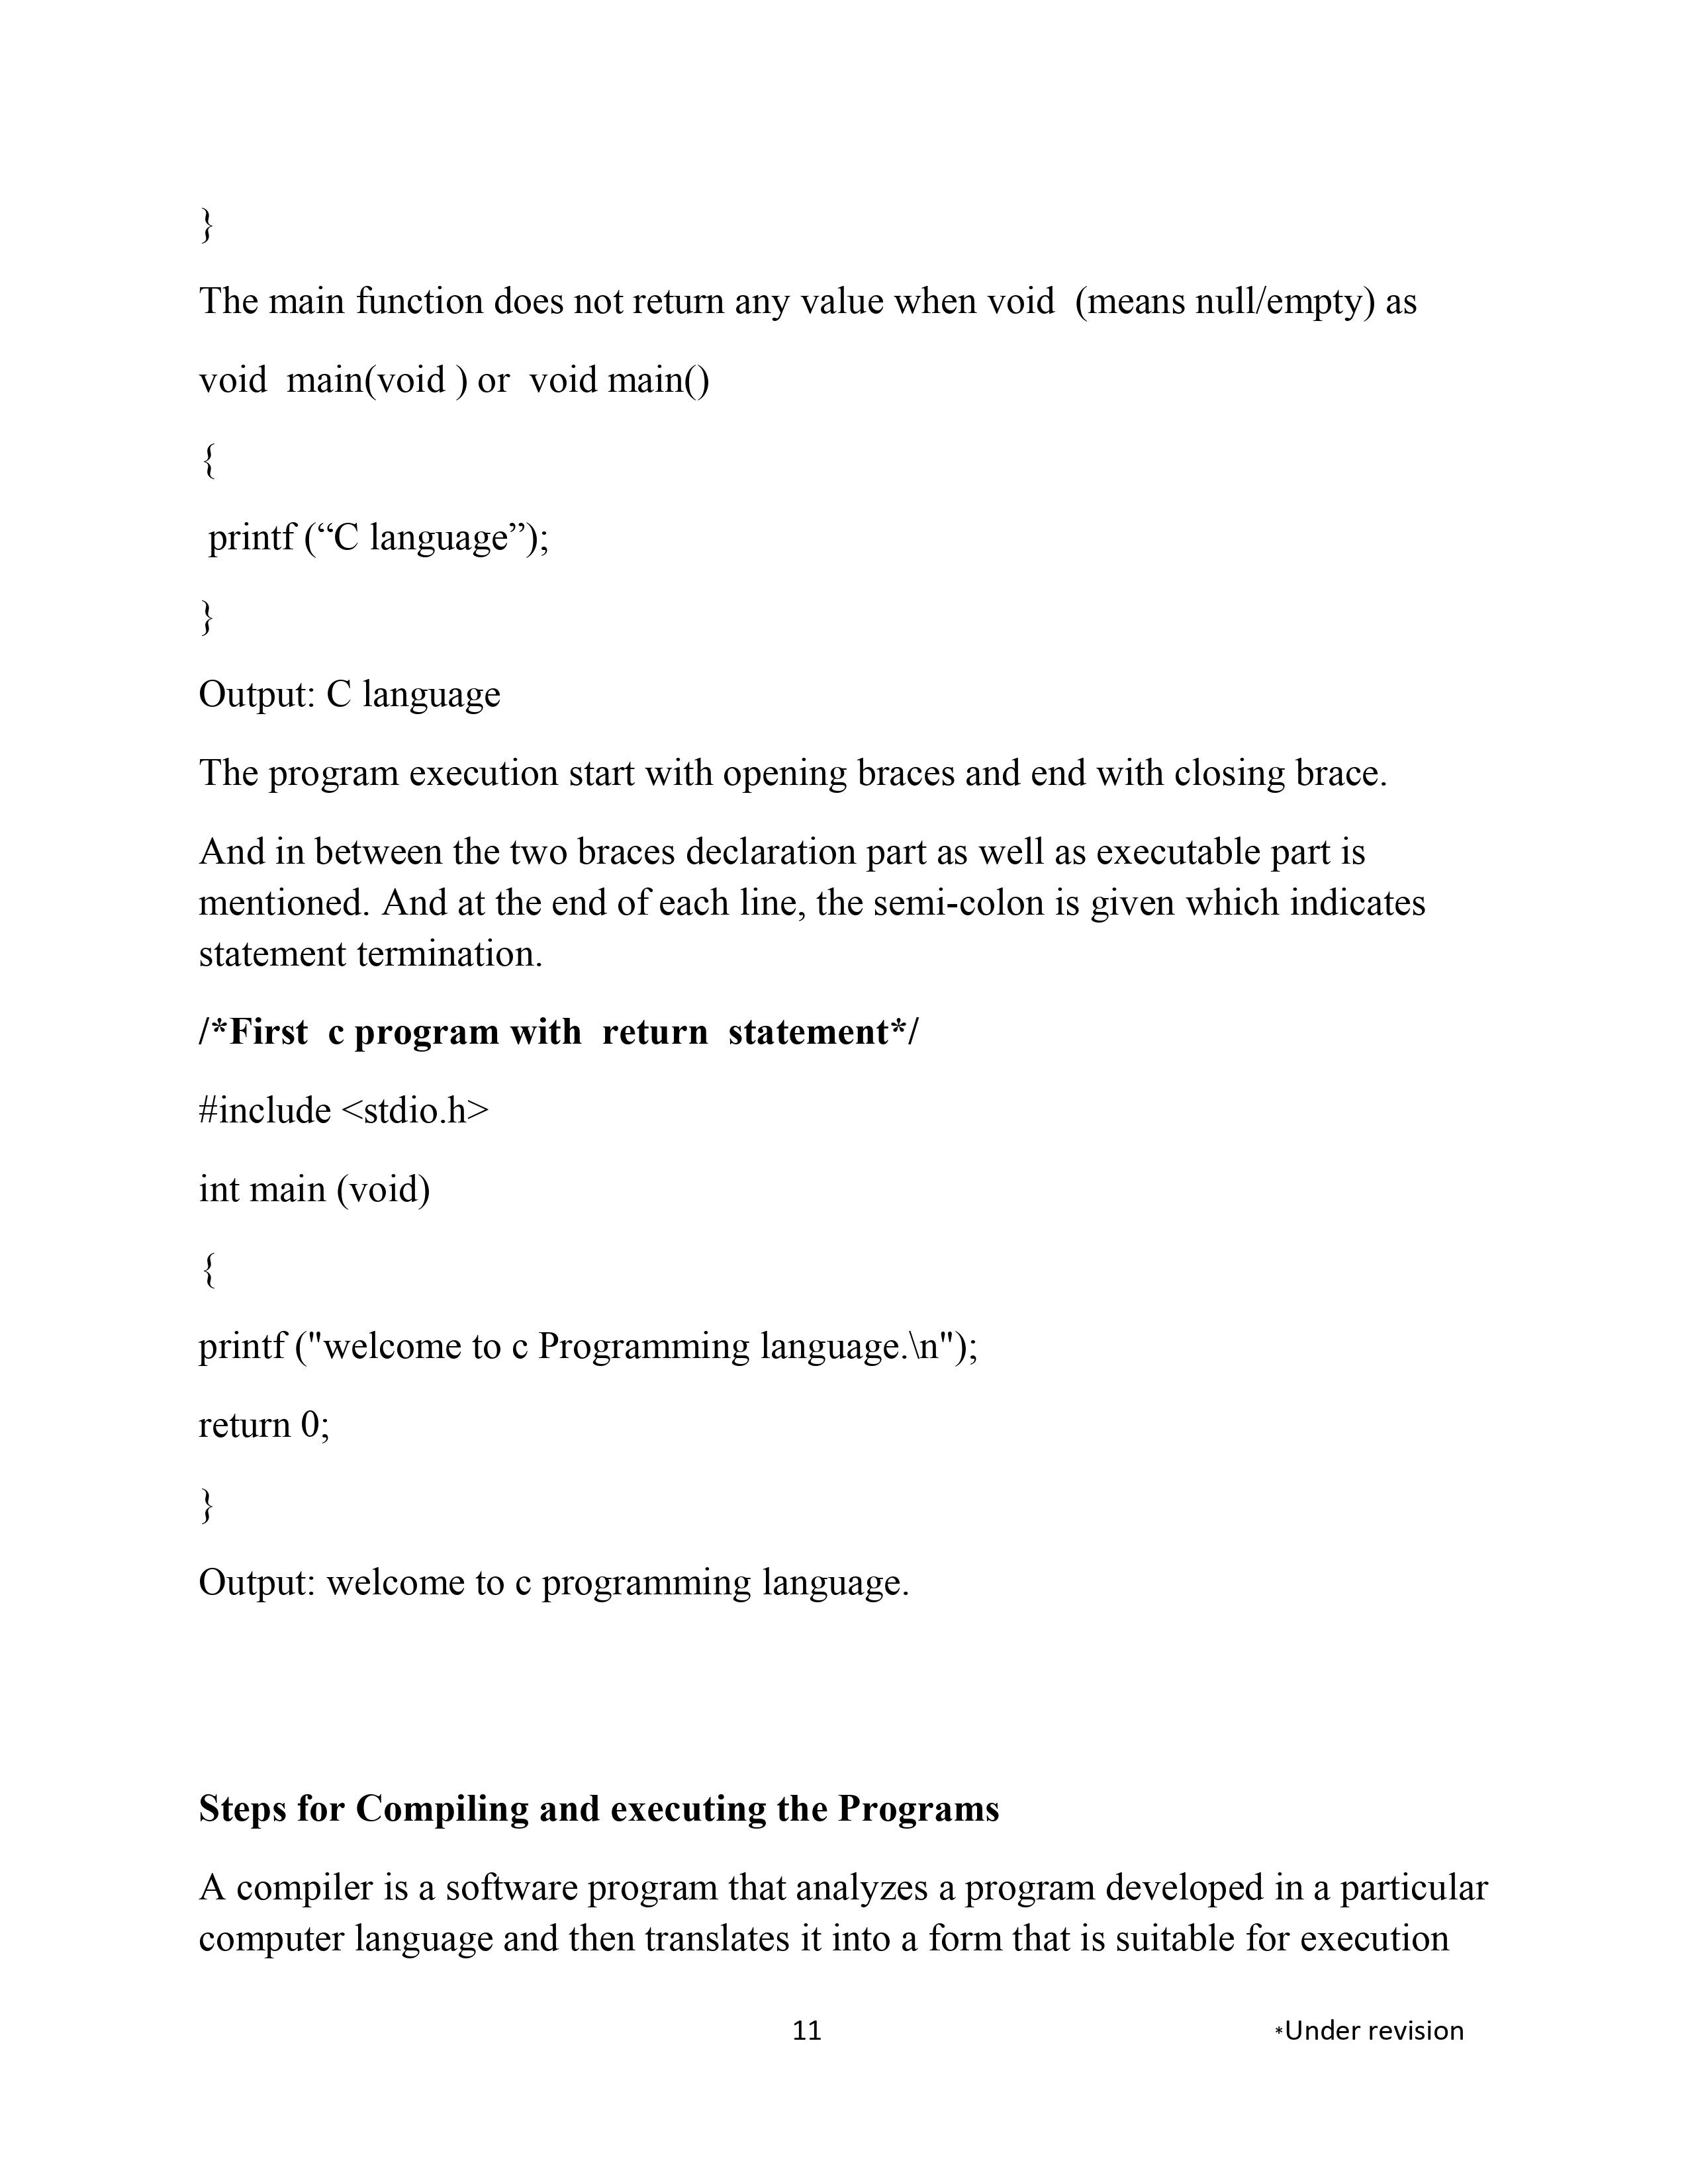 }
The main function does not return any value when void  (means null/empty) as
void  main(void ) or  void main()
{
 printf (“C language”);
}
Output: C language
The program execution start with opening braces and end with closing brace.
And in between the two braces declaration part as well as executable part is
mentioned. And at the end of each line, the semi-colon is given which indicates
statement termination.
/*First  c program with  return  statement*/
#include <stdio.h>
int main (void)
{
printf ("welcome to c Programming language.\n");
return 0;
}
Output: welcome to c programming language.
Steps for Compiling and executing the Programs
A compiler is a software program that analyzes a program developed in a particular
computer language and then translates it into a form that is suitable for execution
11
*Under revision